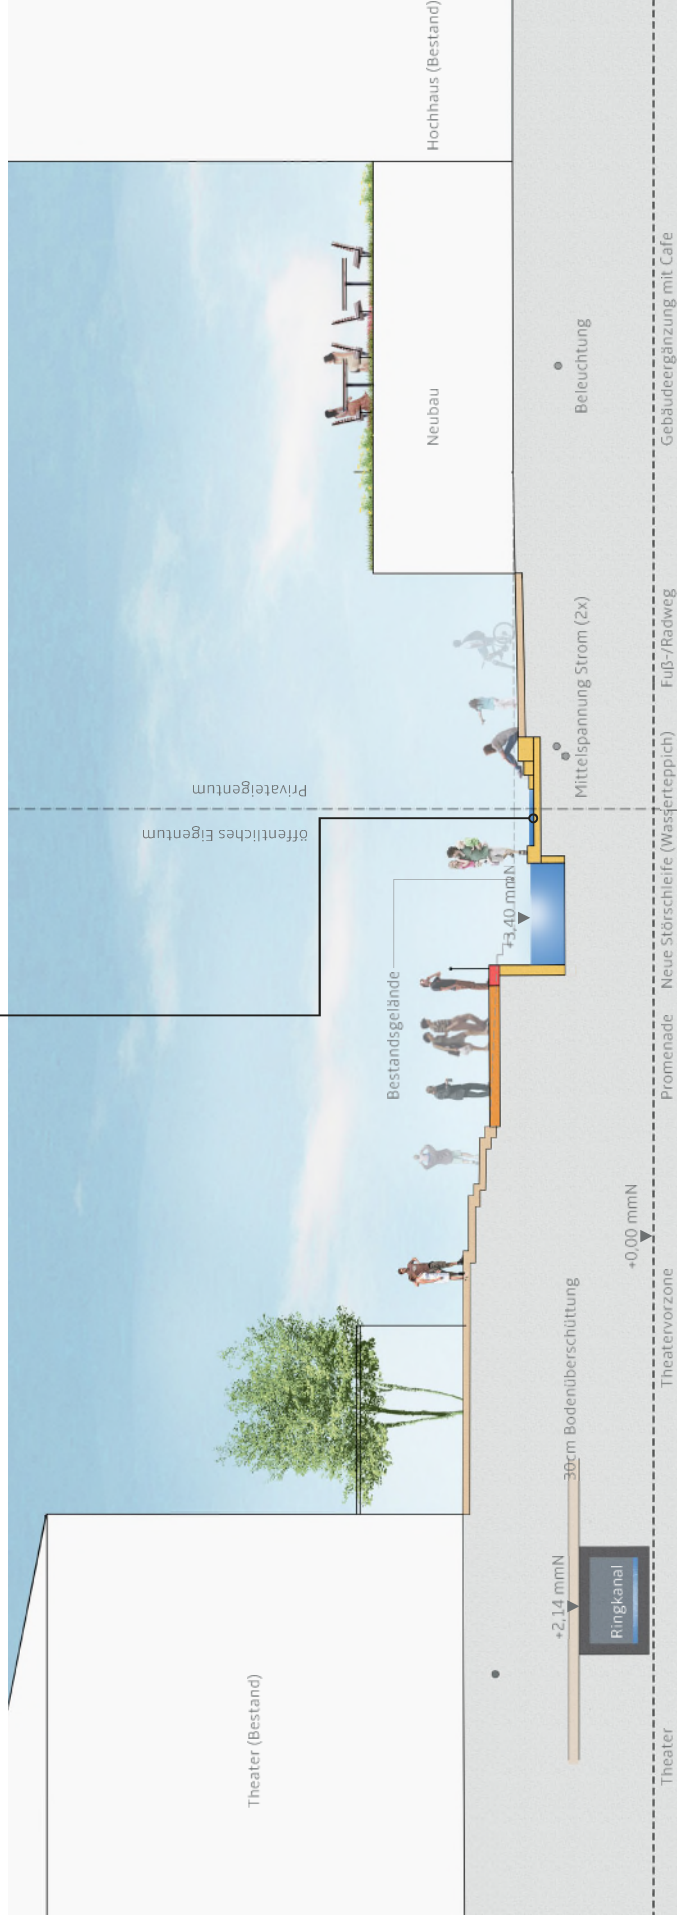 Theater (Bestand)
Bestandsgelände
öffentliches Eigentum
Privateigentum
Neubau
Hochhaus (Bestand)
+3,40 mmN
+2,14 mmN
Ringkanal
30cm Bodenüberschüttung
Mittelspannung Strom (2x)
Beleuchtung
+0,00 mmN
Theater
Theatervorzone
Promenade
Neue Störschleife (Wasserteppich)
Fuß-/Radweg
Gebäudeergänzung mit Cafe